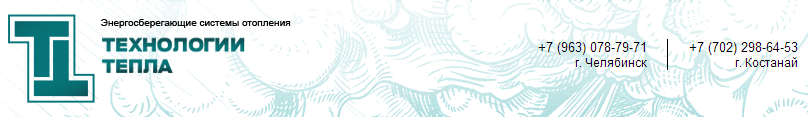 Энергосберегающие системы отопления
ТЕХНОЛОГИИ
ТЕПЛА
+7 (963) 078-79-71
г. Челябинск
+7 (702) 298-64-53
г. Костанай